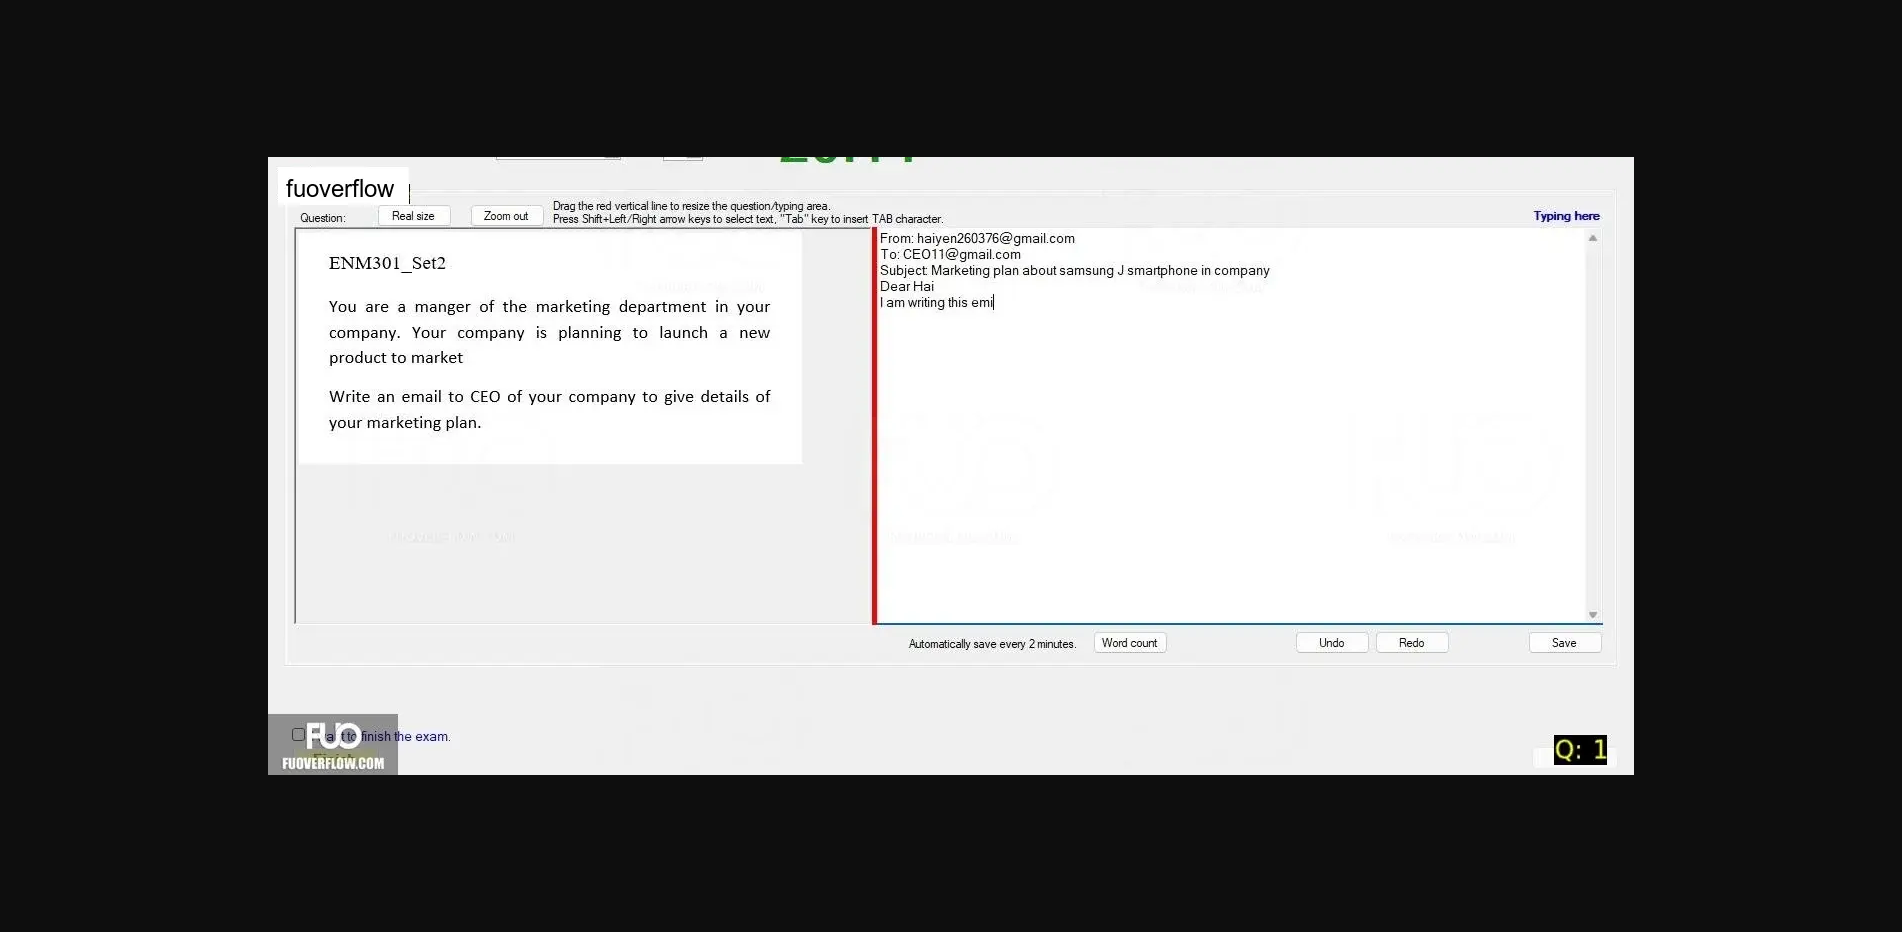 fuoverflow
Question:
Real size
Zoom out
Drag the red vertical line to resize the question/typing area.
Press Shift+Left/Right arrow keys to select text, "Tab" key to insert TAB character.
Typing here
ENM301_Set2
You are a manger of the marketing department in your
company. Your company is planning to launch a new
product to market
Write an email to CEO of your company to give details of
your marketing plan.
From: haiyen260376@gmail.com
To: CEO11@gmail.com
Subject: Marketing plan about samsung J smartphone in company
Dear Hai
I am writing this emi
Automatically save every 2 minutes.
Word count
Undo
Redo
Save
to finish the exam.
FUO
FUOVERFLOW.COM
Q: 1